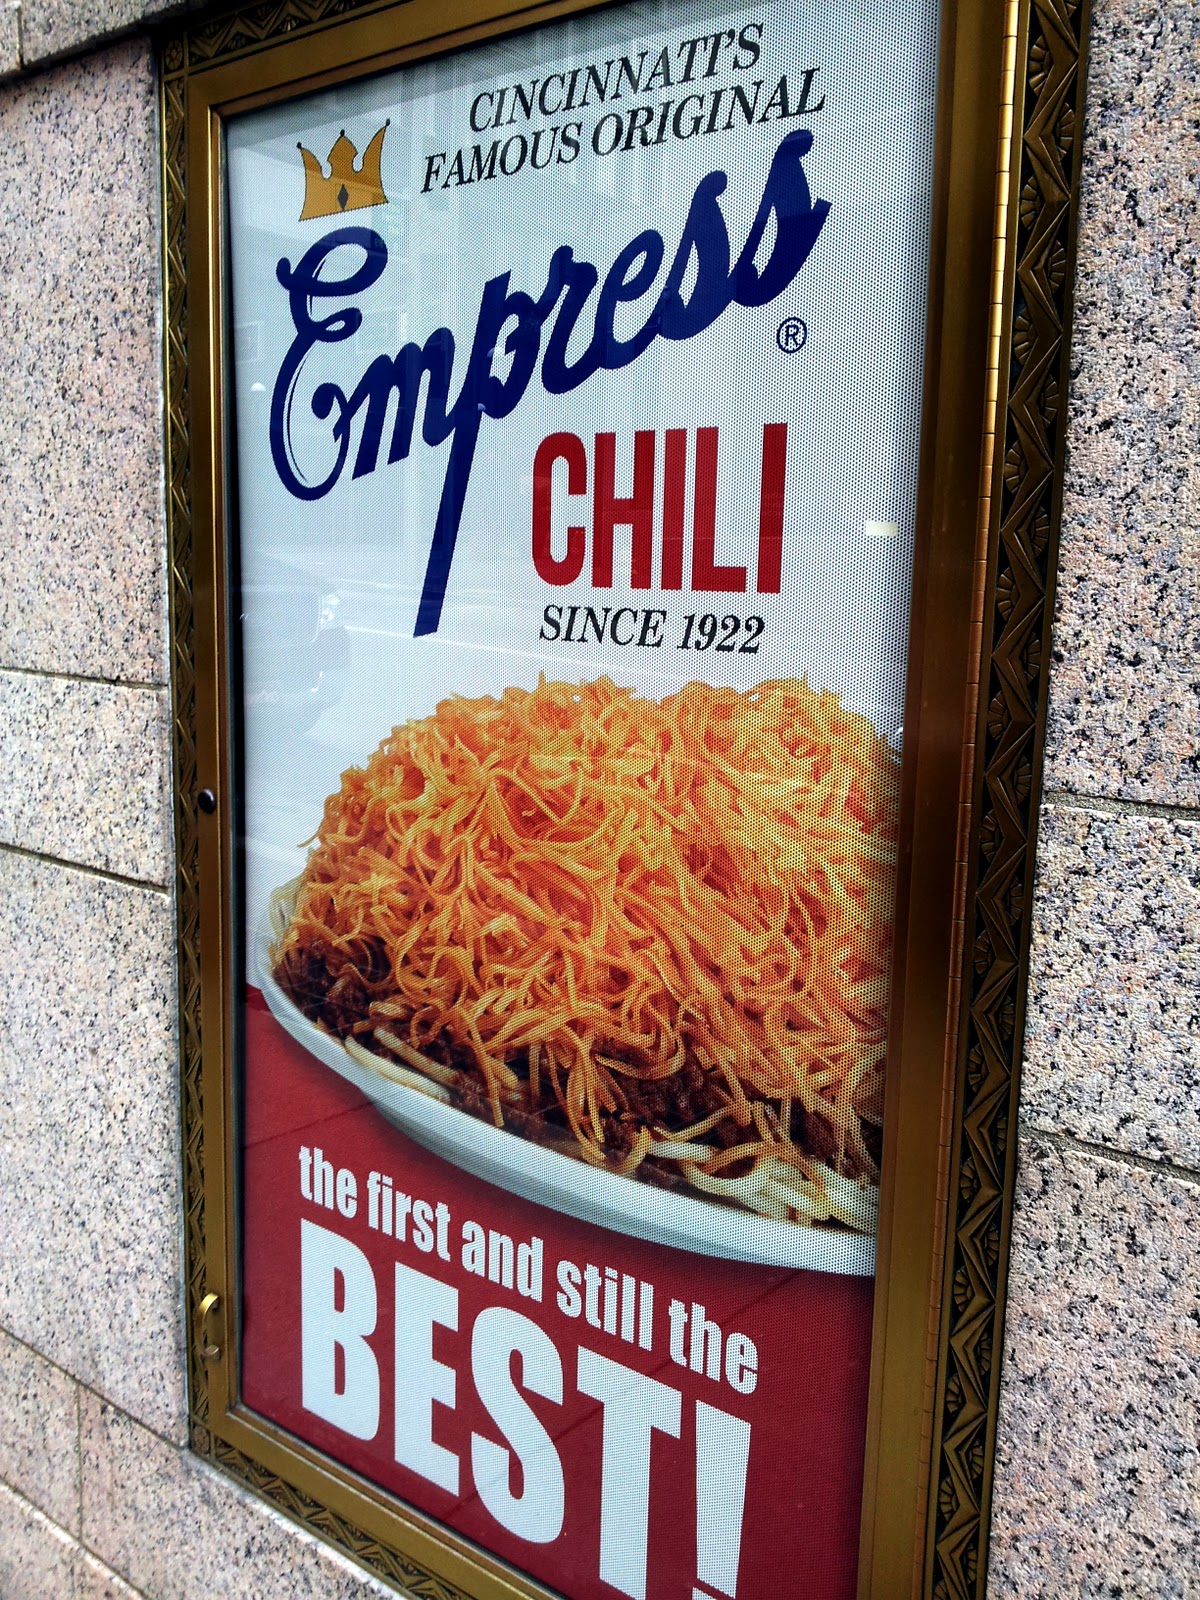 CINCINNATI'S
FAMOUS ORIGINAL
Empress
®
CHILI
SINCE 1922
the first and still the
BEST!